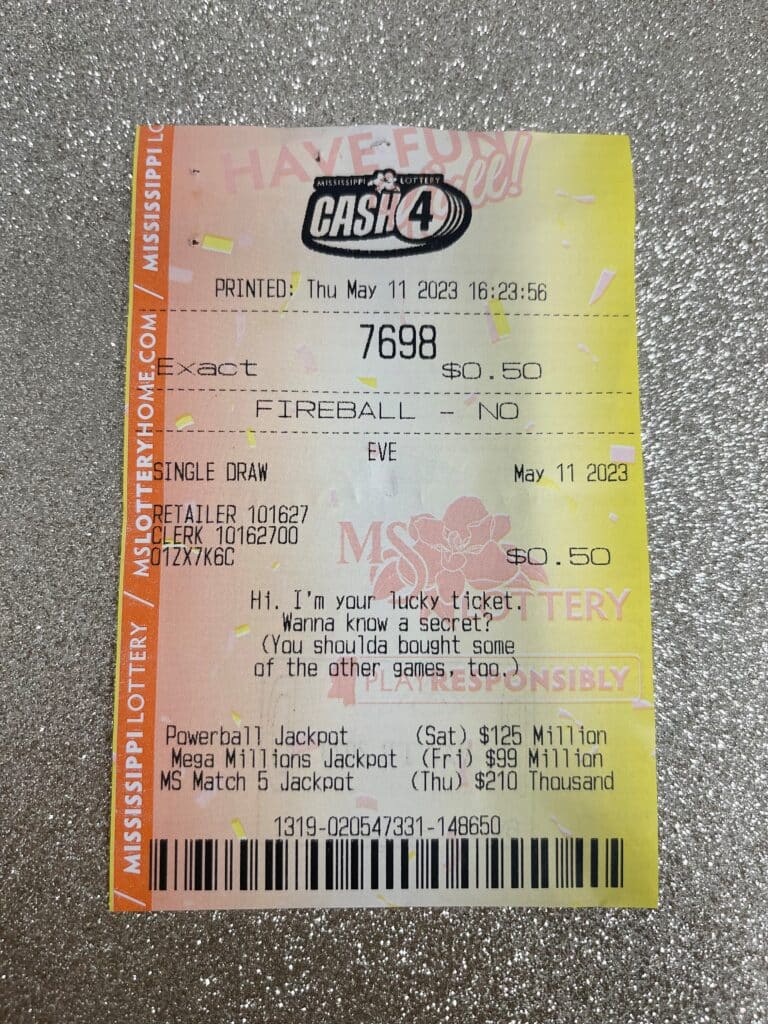 HAVE FUN
MISSISSIPPI LOTTERY
CASH 4
PRINTED: Thu May 11 2023 16:23:56
7698
Exact $0.50
FIREBALL - NO
EVE
SINGLE DRAW May 11 2023
RETAILER 101627
CLERK 10162700
01ZX7K6C $0.50
MS
LOTTERY
Hi. I'm your lucky ticket.
Wanna know a secret?
(You shoulda bought some
of the other games, too.)
PLAY RESPONSIBLY
Powerball Jackpot (Sat) $125 Million
Mega Millions Jackpot (Fri) $99 Million
MS Match 5 Jackpot (Thu) $210 Thousand
1319-020547331-148650
MISSISSIPPI LOTTERY / MSLOTTERYHOME.COM / MISSISSIPPI LO